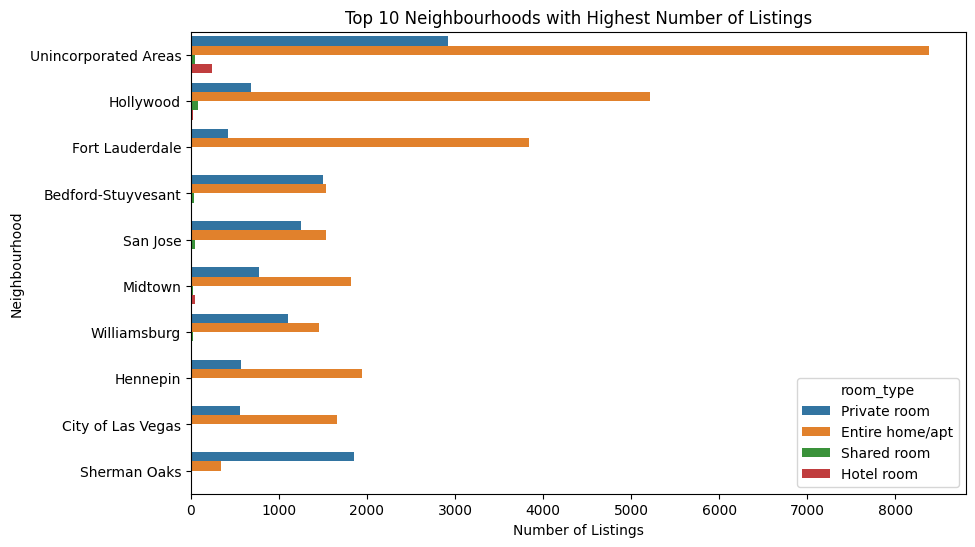 Top 10 Neighbourhoods with Highest Number of Listings
Neighbourhood
Unincorporated Areas
Hollywood
Fort Lauderdale
Bedford-Stuyvesant
San Jose
Midtown
Williamsburg
Hennepin
City of Las Vegas
Sherman Oaks
room_type
Private room
Entire home/apt
Shared room
Hotel room
0 1000 2000 3000 4000 5000 6000 7000 8000
Number of Listings